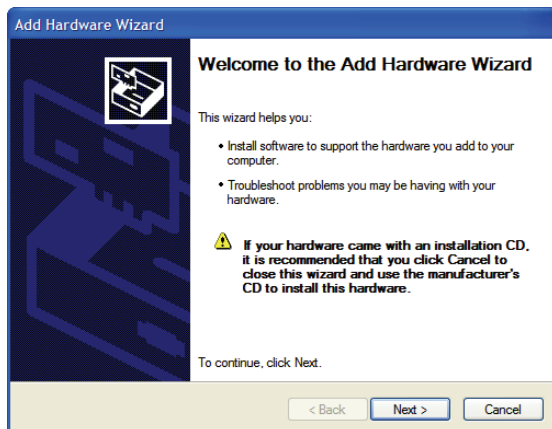 Add Hardware Wizard
Welcome to the Add Hardware Wizard
This wizard helps you:
• Install software to support the hardware you add to your
computer.
• Troubleshoot problems you may be having with your
hardware.
If your hardware came with an installation CD,
it is recommended that you click Cancel to
close this wizard and use the manufacturer's
CD to install this hardware.
To continue, click Next.
< Back Next > Cancel